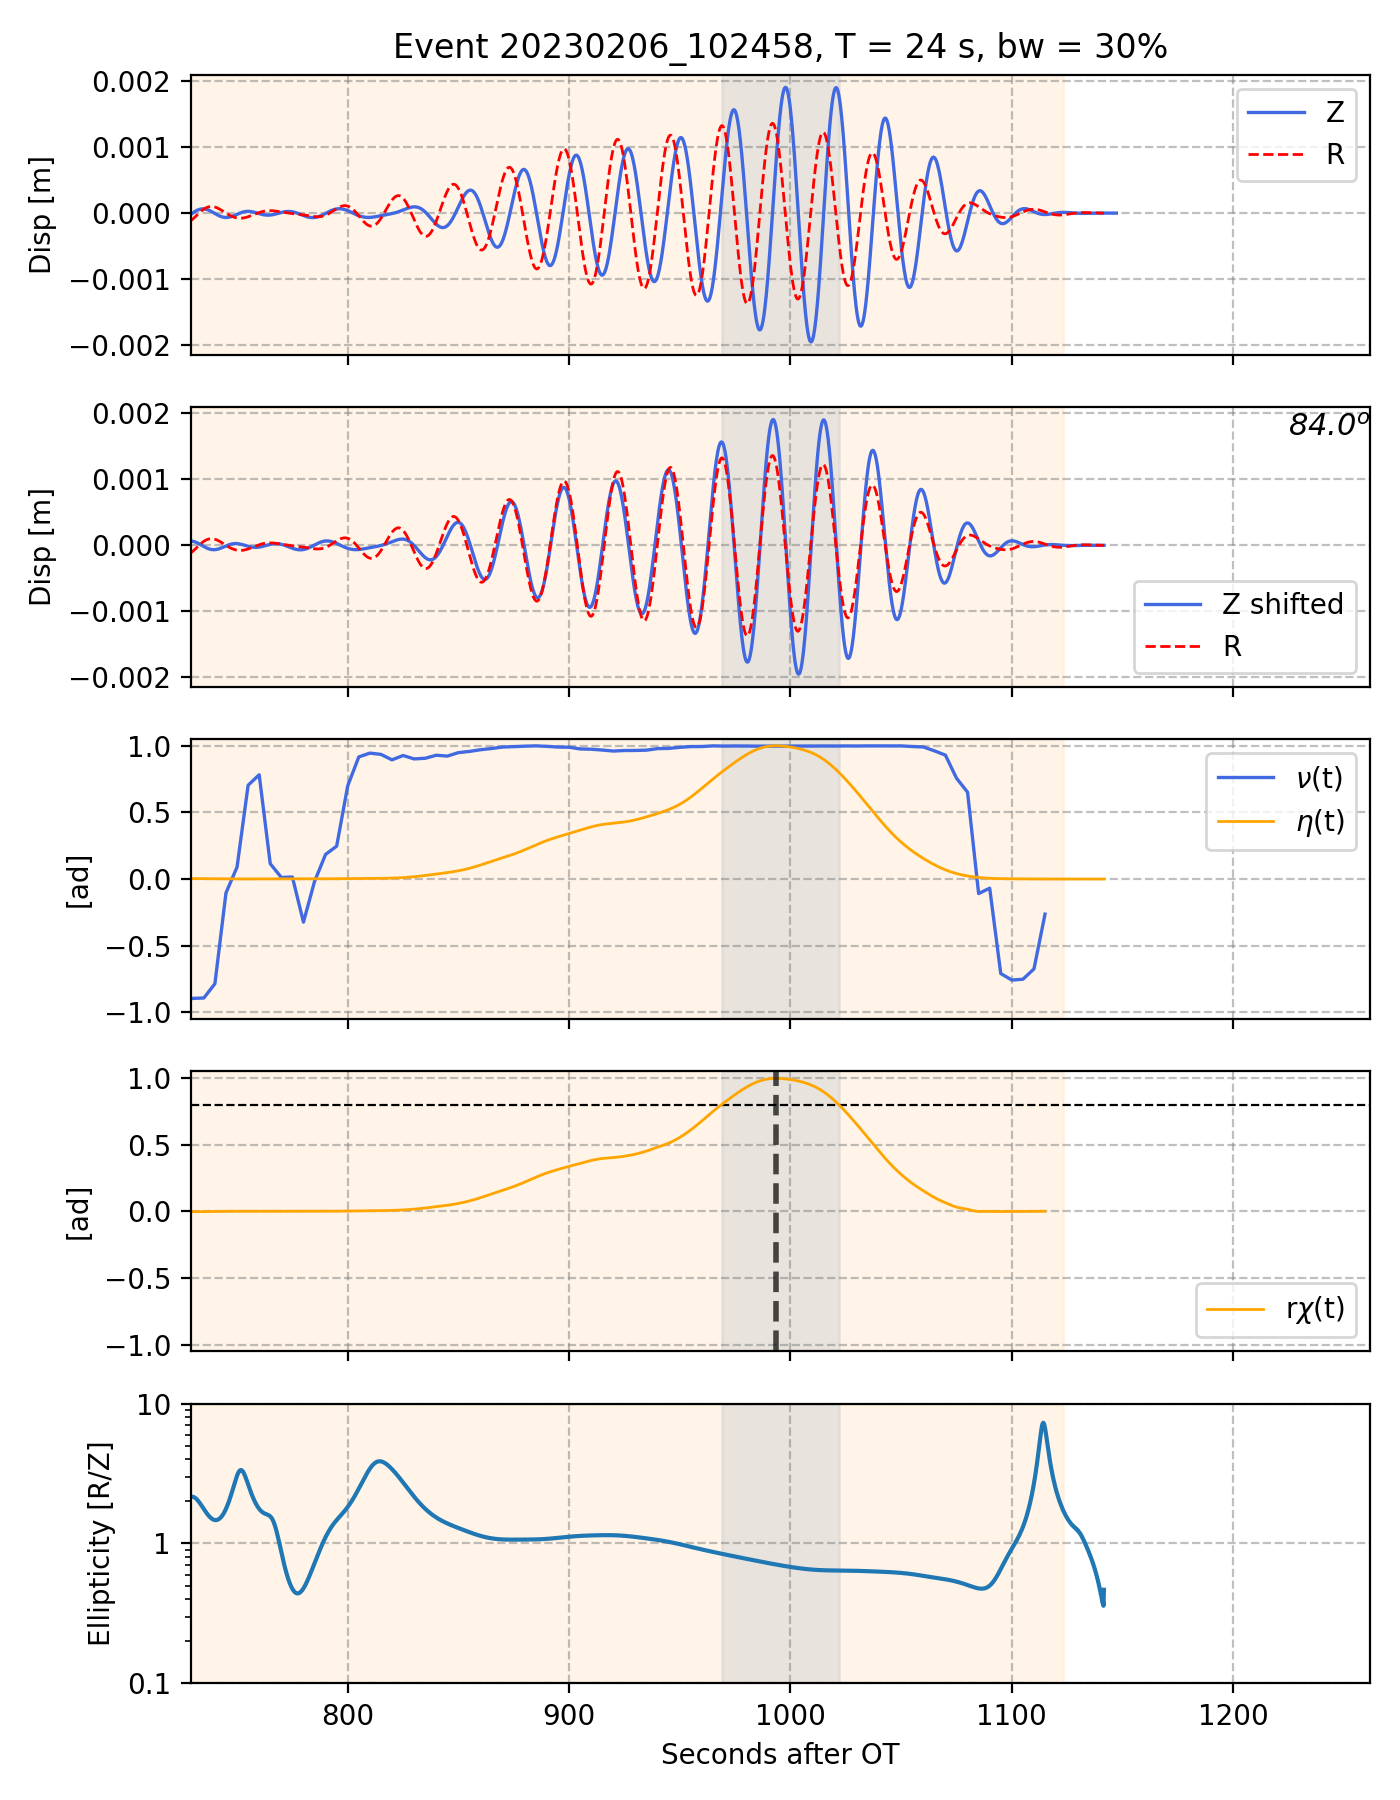 Event 20230206_102458, T = 24 s, bw = 30%
0.002
0.001
0.000
−0.001
−0.002
Disp [m]
Z
R
0.002
0.001
0.000
−0.001
−0.002
Disp [m]
84.0°
Z shifted
R
1.0
0.5
0.0
−0.5
−1.0
[ad]
ν(t)
η(t)
1.0
0.5
0.0
−0.5
−1.0
[ad]
rχ(t)
10
1
0.1
Ellipticity [R/Z]
800 900 1000 1100 1200
Seconds after OT